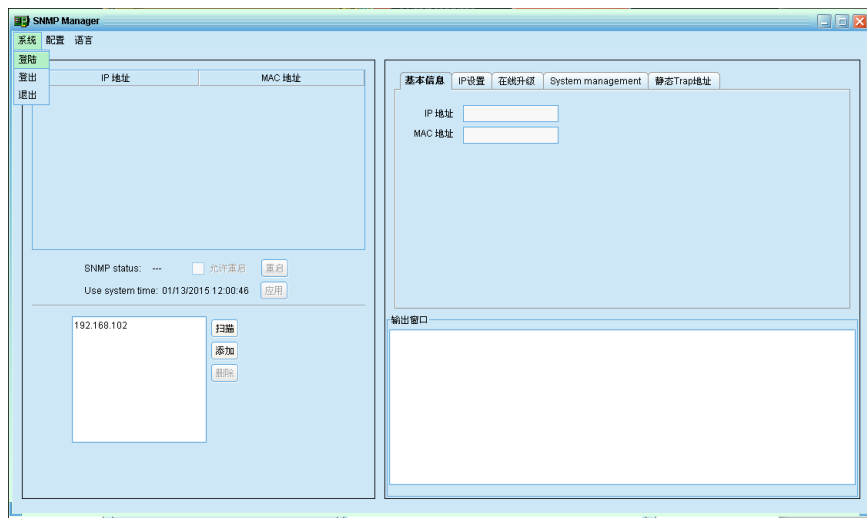 SNMP Manager
系统 配置 语言
登陆
登出
退出
IP 地址 MAC 地址
SNMP status: --- 允许重启 重启
Use system time: 01/13/2015 12:00:46 应用
192.168.102
扫描
添加
删除
基本信息 IP设置 在线升级 System management 静态Trap地址
IP 地址
MAC 地址
输出窗口